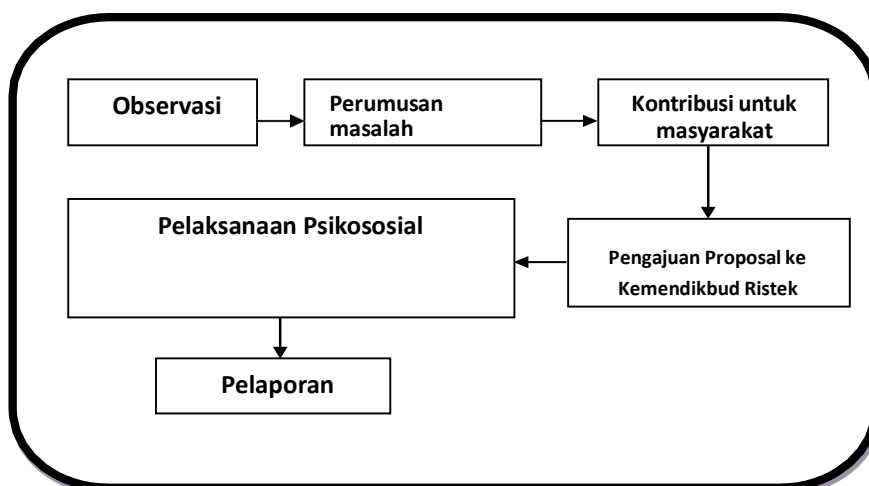 Observasi
Perumusan
masalah
Kontribusi untuk
masyarakat
Pengajuan Proposal ke
Kemendikbud Ristek
Pelaksanaan Psikososial
Pelaporan